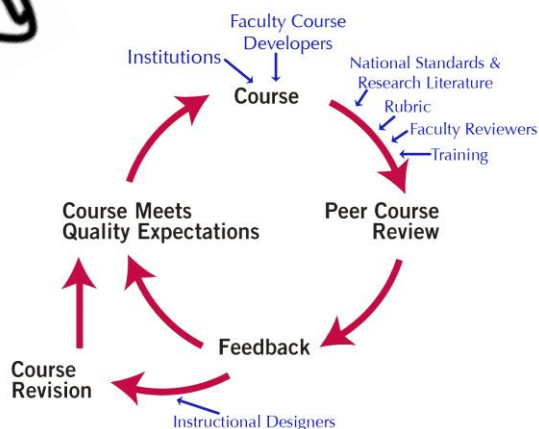 Faculty Course
Developers
Institutions
Course
National Standards &
Research Literature
Rubric
Faculty Reviewers
Training
Course Meets
Quality Expectations
Peer Course
Review
Feedback
Course
Revision
Instructional Designers